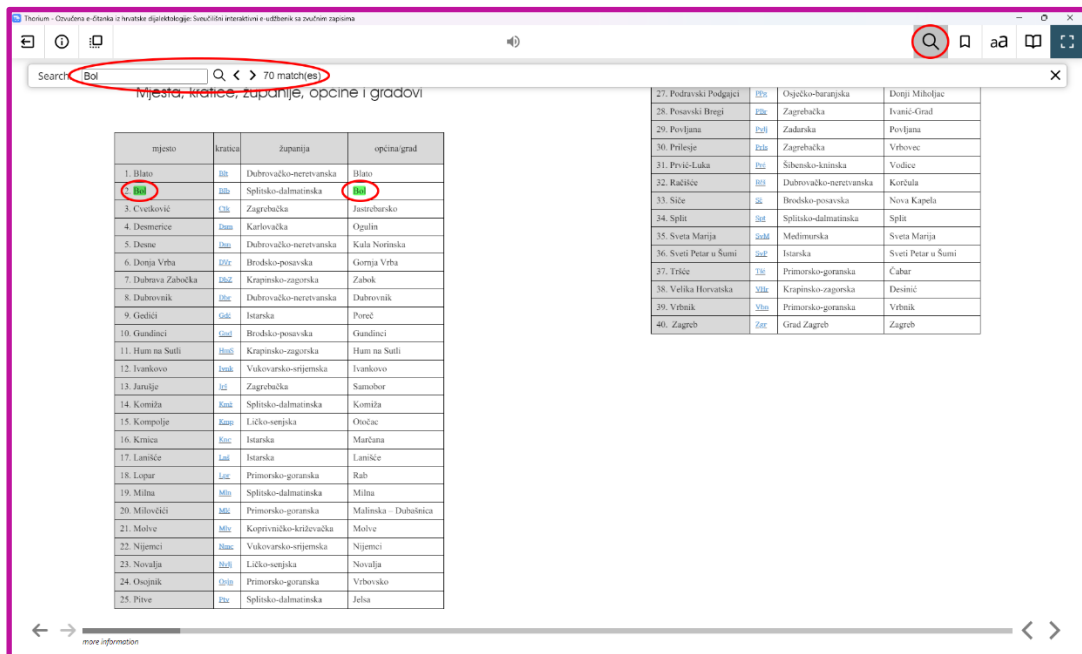 Thorium - Ozvučena e-čitanka iz hrvatske dijalektologije: Sveučilišni interaktivni e-udžbenik sa zvučnim zapisima
aa
Search Bol 70 match(es)
Mjesta, kratice, županije, općine i gradovi
mjesto kratica županija općina/grad
1. Blato Blt Dubrovačko-neretvanska Blato
2. Bol Splitsko-dalmatinska Bol
3. Cvetković Ctk Zagrebačka Jastrebarsko
4. Desmerice Dsm Karlovačka Ogulin
5. Desne Dsn Dubrovačko-neretvanska Kula Norinska
6. Donja Vrba DVr Brodsko-posavska Gornja Vrba
7. Dubrava Zabočka DbZ Krapinsko-zagorska Zabok
8. Dubrovnik Dbr Dubrovačko-neretvanska Dubrovnik
9. Gedići Gdć Istarska Poreč
10. Gundinci Gnd Brodsko-posavska Gundinci
11. Hum na Sutli Krapinsko-zagorska Hum na Sutli
12. Ivankovo Ivnk Vukovarsko-srijemska Ivankovo
13. Jarušje Zagrebačka Samobor
14. Komiža Kmž Splitsko-dalmatinska Komiža
15. Kompolje Kmp Ličko-senjska Otočac
16. Krnica Knc Istarska Marčana
17. Lanišće Istarska Lanišće
18. Lopar Lpr Primorsko-goranska Rab
19. Milna Mln Splitsko-dalmatinska Milna
20. Milovčići Primorsko-goranska Malinska – Dubašnica
21. Molve Mlv Koprivničko-križevačka Molve
22. Nijemci Nmc Vukovarsko-srijemska Nijemci
23. Novalja Nvlj Ličko-senjska Novalja
24. Osojnik Osjn Primorsko-goranska Vrbovsko
25. Pitve Ptv Splitsko-dalmatinska Jelsa
27. Podravski Podgajci Osječko-baranjska Donji Miholjac
28. Posavski Bregi PBr Zagrebačka Ivanić-Grad
29. Povljana Pvlj Zadarska Povljana
30. Prilesje Prls Zagrebačka Vrbovec
31. Prvić-Luka Prć Šibensko-kninska Vodice
32. Račišće Dubrovačko-neretvanska Korčula
33. Siče Brodsko-posavska Nova Kapela
34. Split Spt Splitsko-dalmatinska Split
35. Sveta Marija SvM Međimurska Sveta Marija
36. Sveti Petar u Šumi SvP Istarska Sveti Petar u Šumi
37. Tršće Tšć Primorsko-goranska Čabar
38. Velika Horvatska VHr Krapinsko-zagorska Desinić
39. Vrbnik Vbn Primorsko-goranska Vrbnik
40. Zagreb Zgr Grad Zagreb Zagreb
more information